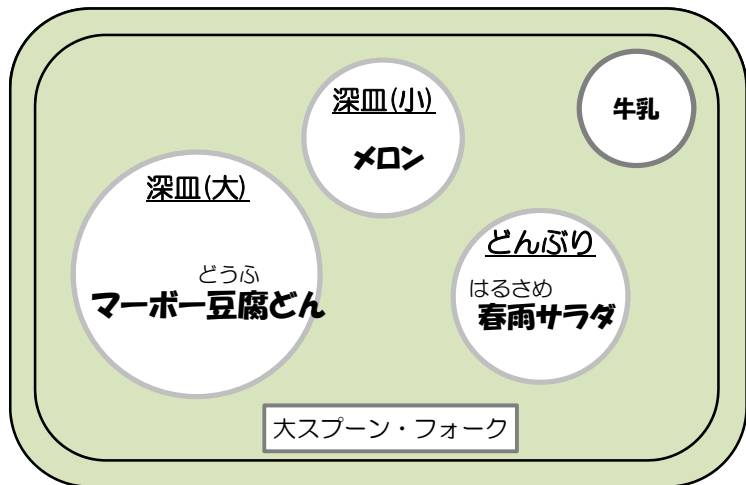 深皿(小)
メロン
牛乳
深皿(大)
どうふ
マーボー豆腐どん
どんぶり
はるさめ
春雨サラダ
大スプーン・フォーク